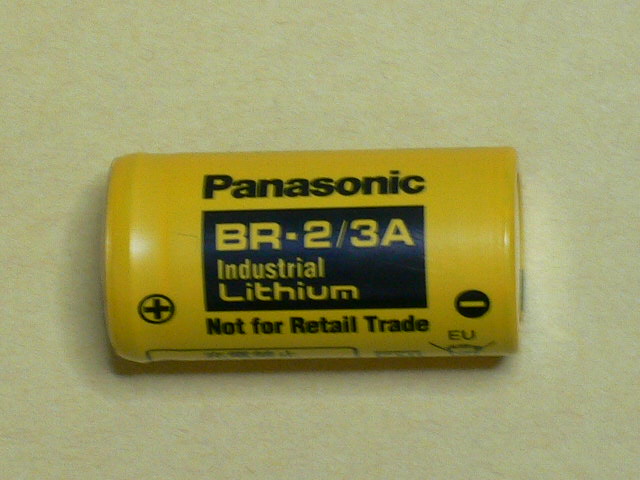 Panasonic
BR-2/3A
Industrial
Lithium
Not for Retail Trade
EU